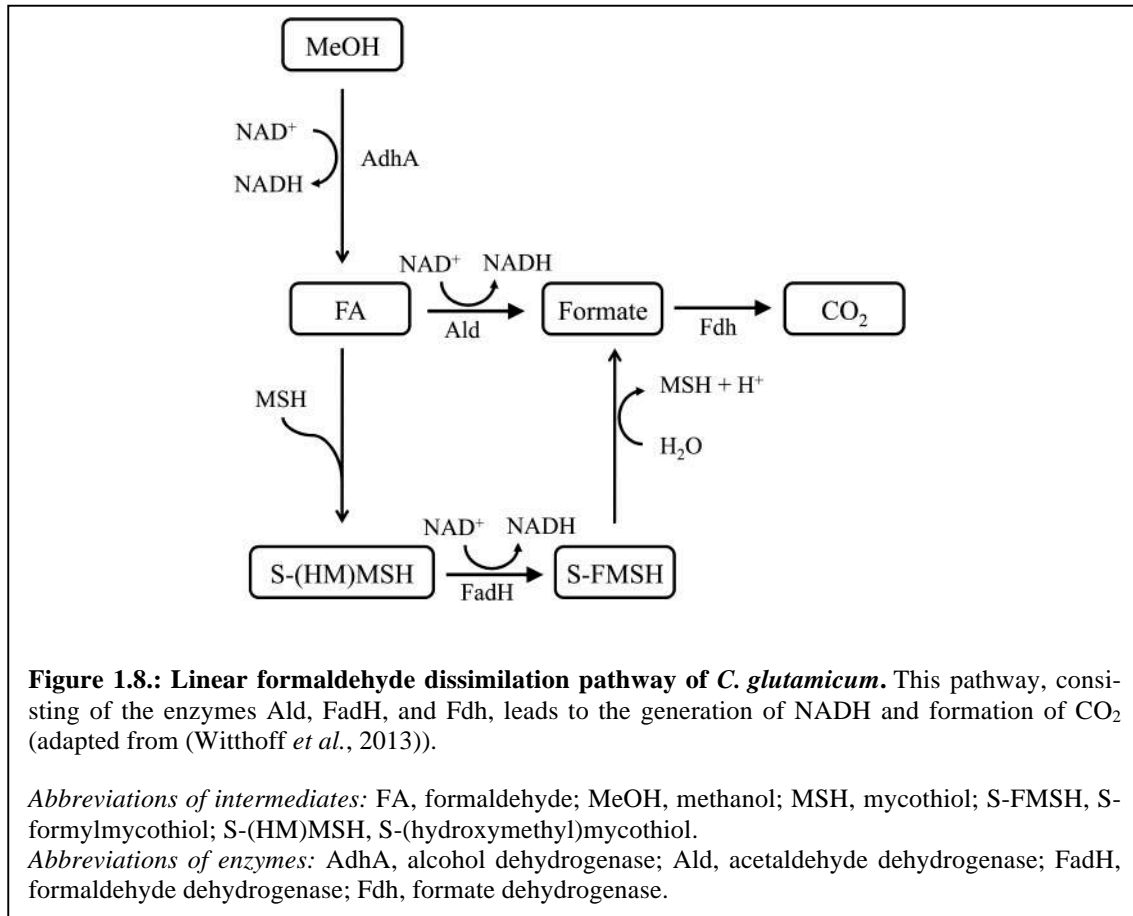 MeOH
NAD⁺
AdhA
NADH
NAD⁺ NADH
FA
Formate
CO₂
Ald
Fdh
MSH
MSH + H⁺
H₂O
NAD⁺ NADH
S-(HM)MSH
S-FMSH
FadH
Figure 1.8.: Linear formaldehyde dissimilation pathway of C. glutamicum. This pathway, consi-
sting of the enzymes Ald, FadH, and Fdh, leads to the generation of NADH and formation of CO₂
(adapted from (Witthoff et al., 2013)).
Abbreviations of intermediates: FA, formaldehyde; MeOH, methanol; MSH, mycothiol; S-FMSH, S-
formylmycothiol; S-(HM)MSH, S-(hydroxymethyl)mycothiol.
Abbreviations of enzymes: AdhA, alcohol dehydrogenase; Ald, acetaldehyde dehydrogenase; FadH,
formaldehyde dehydrogenase; Fdh, formate dehydrogenase.